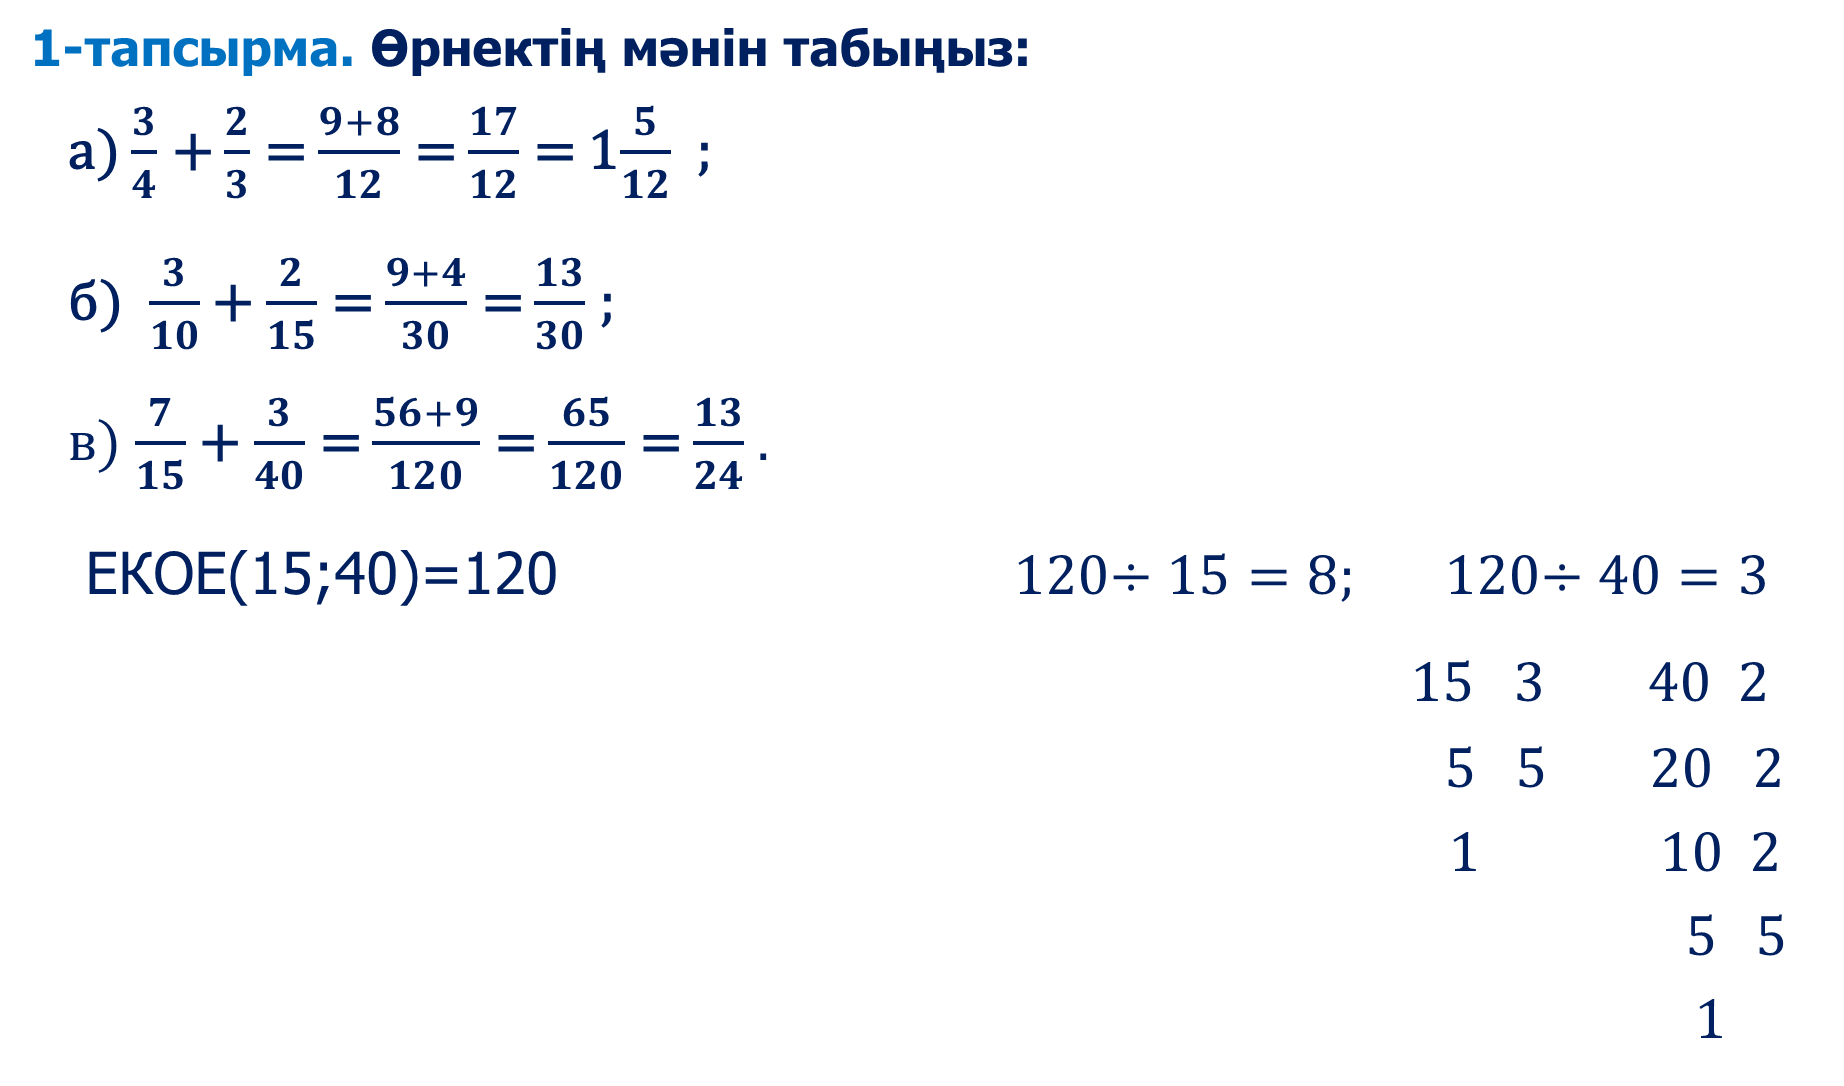 1-тапсырма. Өрнектің мәнін табыңыз:
а) 3/4 + 2/3 = 9+8/12 = 17/12 = 1 5/12 ;
б) 3/10 + 2/15 = 9+4/30 = 13/30 ;
в) 7/15 + 3/40 = 56+9/120 = 65/120 = 13/24 .
ЕКОЕ(15;40)=120 120÷ 15 = 8; 120÷ 40 = 3
15 3 40 2
5 5 20 2
1 10 2
5 5
1